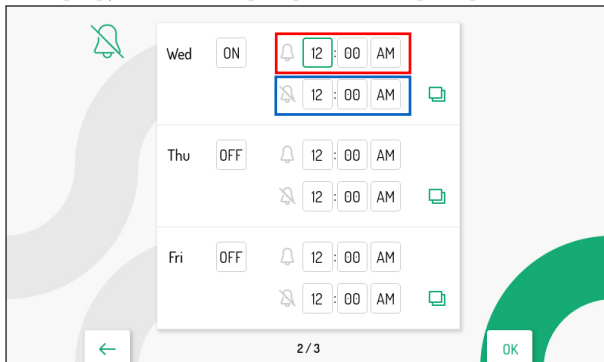 Wed ON 12 : 00 AM
12 : 00 AM
Thu OFF 12 : 00 AM
12 : 00 AM
Fri OFF 12 : 00 AM
12 : 00 AM
2/3
OK